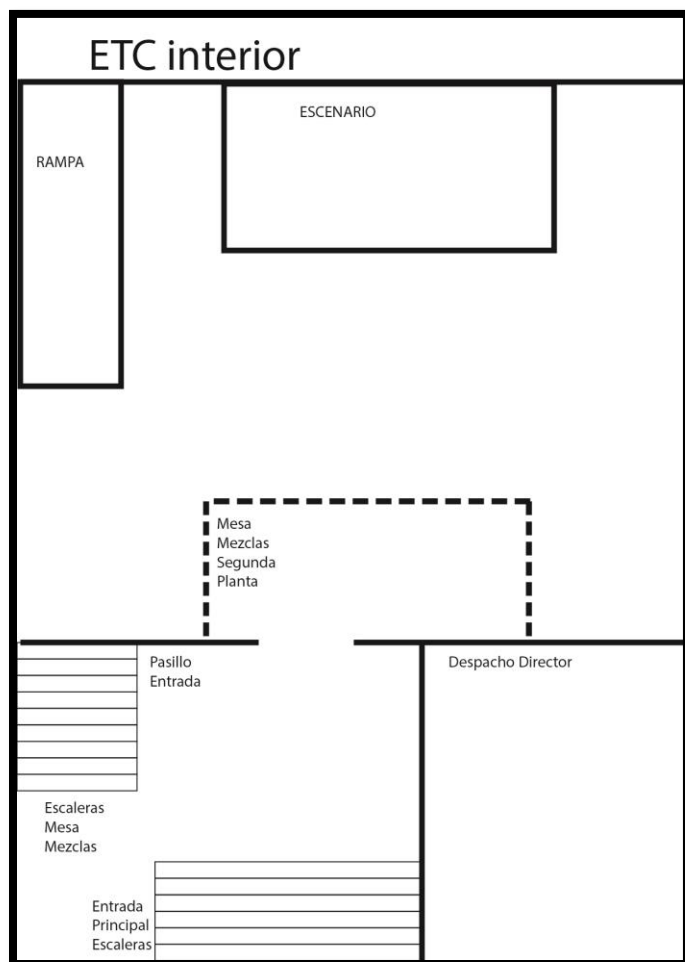 ETC interior
ESCENARIO
RAMPA
Mesa
Mezclas
Segunda
Planta
Pasillo
Entrada
Despacho Director
Escaleras
Mesa
Mezclas
Entrada
Principal
Escaleras